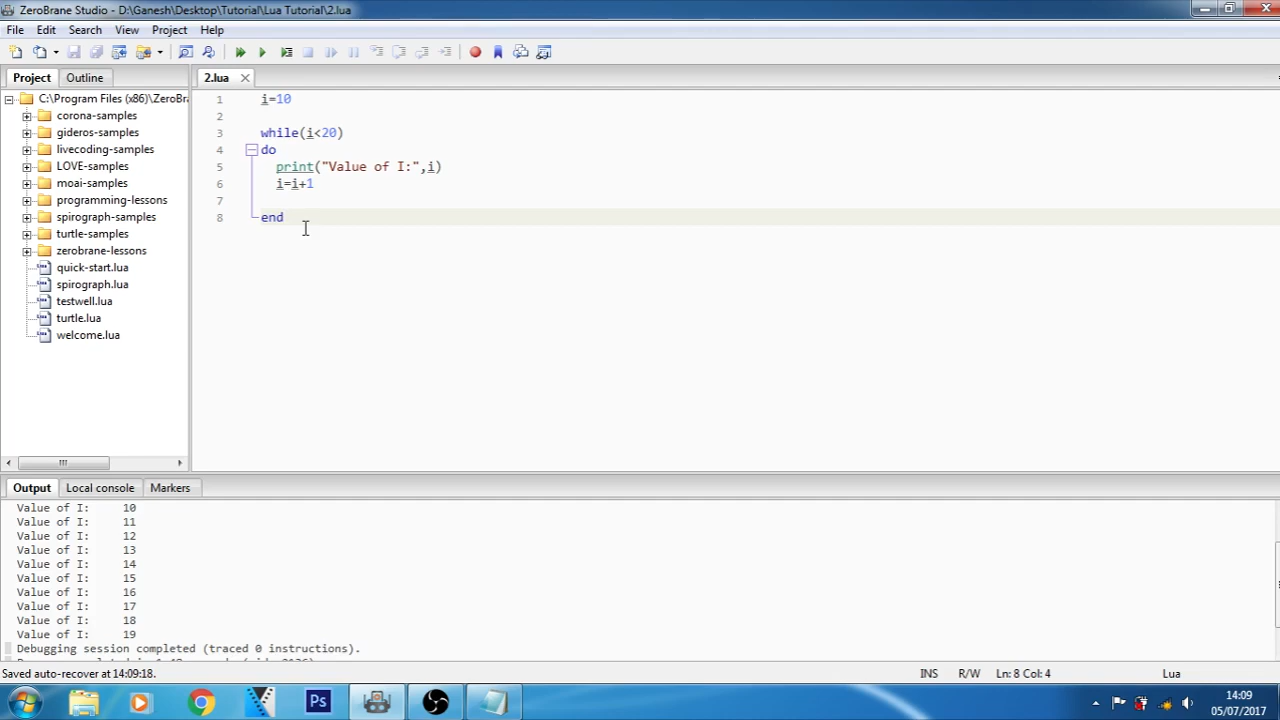 ZeroBrane Studio - D:\Ganesh\Desktop\Tutorial\Lua Tutorial\2.lua
File Edit Search View Project Help
Project Outline
2.lua
C:\Program Files (x86)\ZeroBra
corona-samples
gideros-samples
livecoding-samples
LOVE-samples
moai-samples
programming-lessons
spirograph-samples
turtle-samples
zerobrane-lessons
quick-start.lua
spirograph.lua
testwell.lua
turtle.lua
welcome.lua
1 i=10
2
3 while(i<20)
4 do
5 print("Value of I:",i)
6 i=i+1
7
8 end
Output Local console Markers
Value of I: 10
Value of I: 11
Value of I: 12
Value of I: 13
Value of I: 14
Value of I: 15
Value of I: 16
Value of I: 17
Value of I: 18
Value of I: 19
Debugging session completed (traced 0 instructions).
Saved auto-recover at 14:09:18. INS R/W Ln: 8 Col: 4 Lua
Ps
14:09
05/07/2017